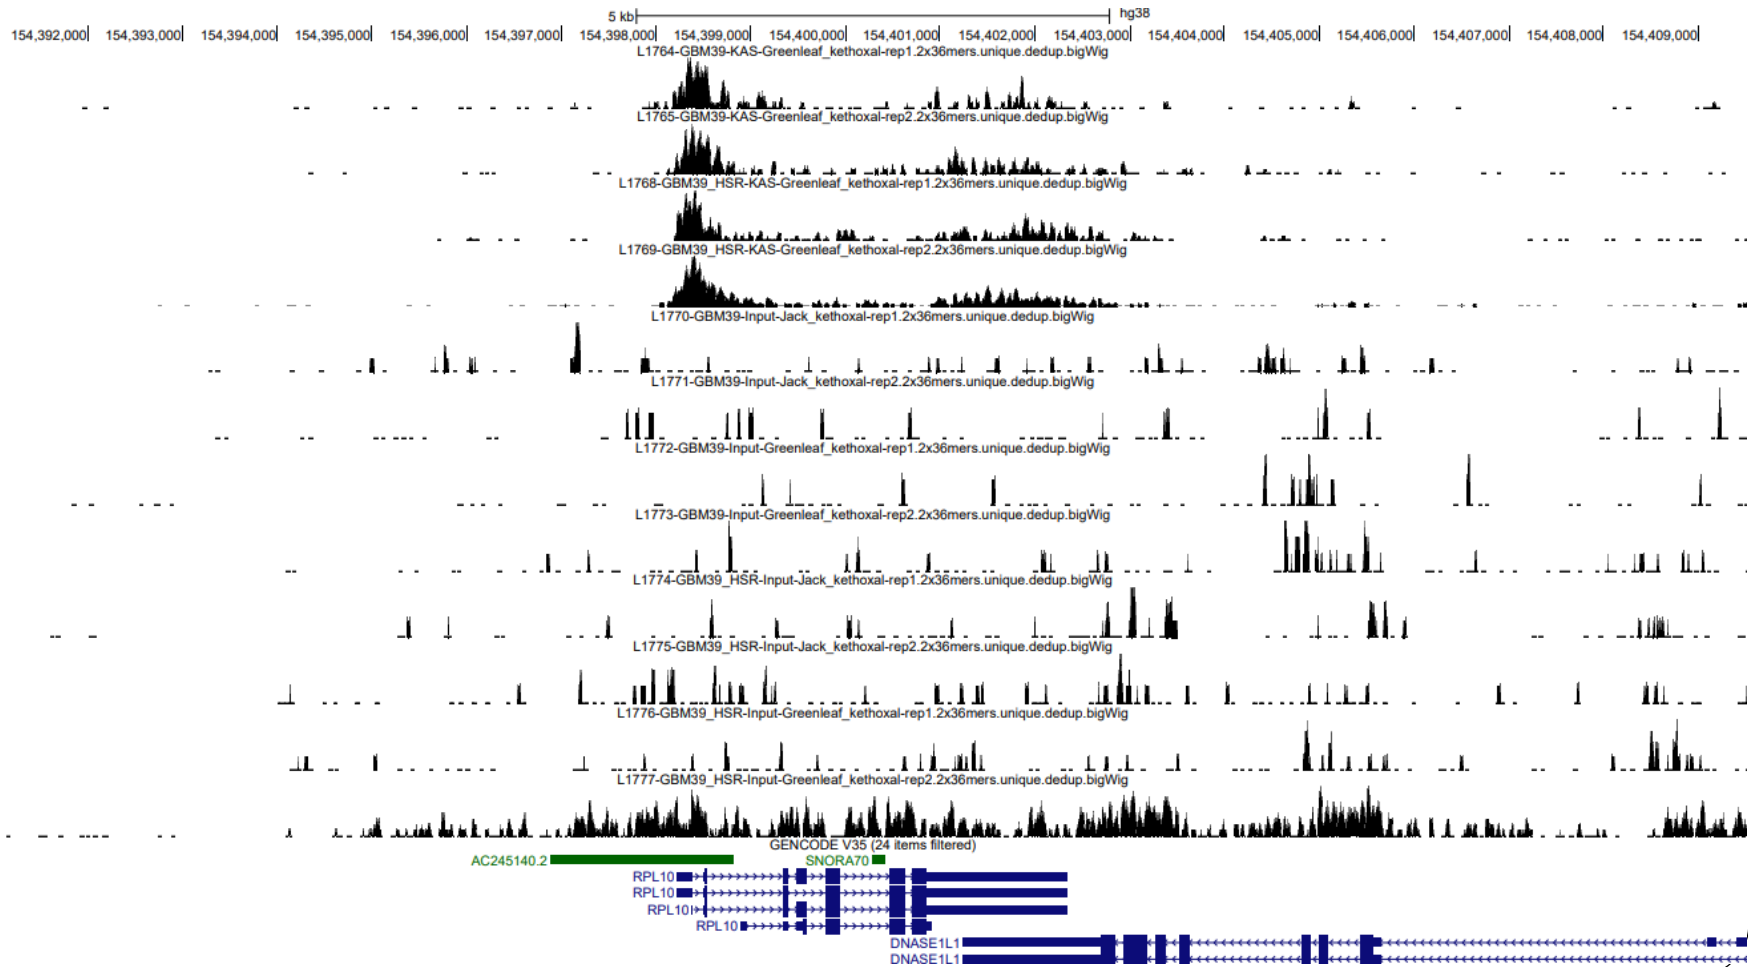 5 kb hg38
154,392,000 154,393,000 154,394,000 154,395,000 154,396,000 154,397,000 154,398,000 154,399,000 154,400,000 154,401,000 154,402,000 154,403,000 154,404,000 154,405,000 154,406,000 154,407,000 154,408,000 154,409,000
L1764-GBM39-KAS-Greenleaf_kethoxal-rep1.2x36mers.unique.dedup.bigWig
L1765-GBM39-KAS-Greenleaf_kethoxal-rep2.2x36mers.unique.dedup.bigWig
L1768-GBM39_HSR-KAS-Greenleaf_kethoxal-rep1.2x36mers.unique.dedup.bigWig
L1769-GBM39_HSR-KAS-Greenleaf_kethoxal-rep2.2x36mers.unique.dedup.bigWig
L1770-GBM39-Input-Jack_kethoxal-rep1.2x36mers.unique.dedup.bigWig
L1771-GBM39-Input-Jack_kethoxal-rep2.2x36mers.unique.dedup.bigWig
L1772-GBM39-Input-Greenleaf_kethoxal-rep1.2x36mers.unique.dedup.bigWig
L1773-GBM39-Input-Greenleaf_kethoxal-rep2.2x36mers.unique.dedup.bigWig
L1774-GBM39_HSR-Input-Jack_kethoxal-rep1.2x36mers.unique.dedup.bigWig
L1775-GBM39_HSR-Input-Jack_kethoxal-rep2.2x36mers.unique.dedup.bigWig
L1776-GBM39_HSR-Input-Greenleaf_kethoxal-rep1.2x36mers.unique.dedup.bigWig
L1777-GBM39_HSR-Input-Greenleaf_kethoxal-rep2.2x36mers.unique.dedup.bigWig
GENCODE V35 (24 items filtered)
AC245140.2 SNORA70
RPL10
RPL10
RPL10
RPL10
DNASE1L1
DNASE1L1